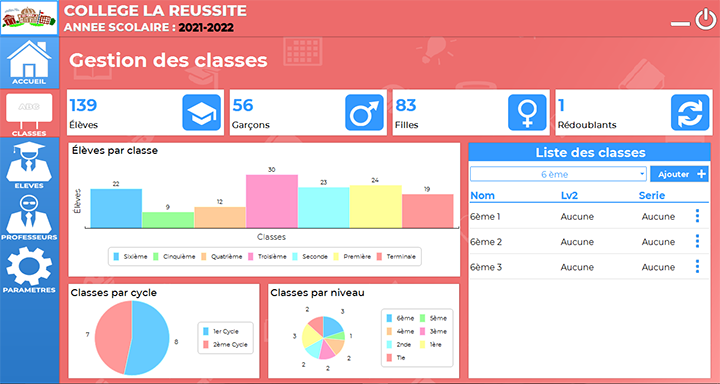 COLLEGE LA REUSSITE
ANNEE SCOLAIRE : 2021-2022
ACCUEIL
ABC
CLASSES
ELEVES
PROFESSEURS
PARAMETRES
Gestion des classes
139
Élèves
56
Garçons
83
Filles
1
Rédoublants
Élèves par classe
Élèves
22
9
12
30
23
24
19
Classes
Sixième Cinquième Quatrième Troisième Seconde Première Terminale
Classes par cycle
7
8
1er Cycle
2ème Cycle
Classes par niveau
2
3
3
1
2
2
2
2
6ème 5ème
4ème 3ème
2nde 1ère
Tle
Liste des classes
6 ème
Ajouter +
Nom Lv2 Serie
6ème 1 Aucune Aucune
6ème 2 Aucune Aucune
6ème 3 Aucune Aucune